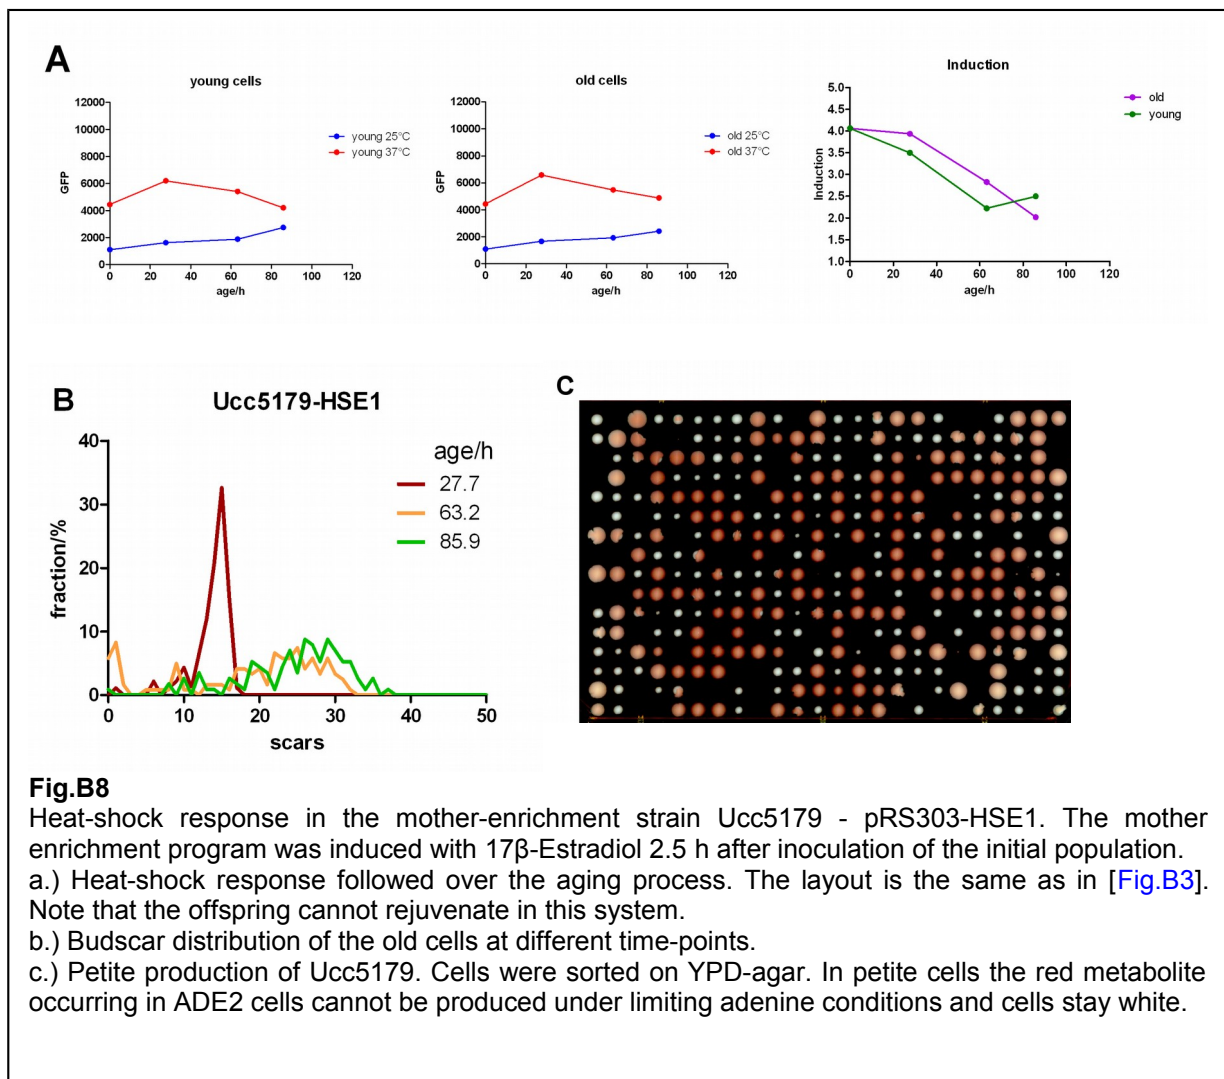 A
young cells
12000
10000
8000
6000
4000
2000
0
GFP
0 20 40 60 80 100 120
age/h
young 25°C
young 37°C
old cells
12000
10000
8000
6000
4000
2000
0
GFP
0 20 40 60 80 100 120
age/h
old 25°C
old 37°C
Induction
5.0
4.5
4.0
3.5
3.0
2.5
2.0
1.5
1.0
Induction
0 20 40 60 80 100 120
age/h
old
young
B
Ucc5179-HSE1
40
30
20
10
0
fraction/%
0 10 20 30 40 50
scars
age/h
27.7
63.2
85.9
C
Fig.B8
Heat-shock response in the mother-enrichment strain Ucc5179 - pRS303-HSE1. The mother
enrichment program was induced with 17β-Estradiol 2.5 h after inoculation of the initial population.
a.) Heat-shock response followed over the aging process. The layout is the same as in [Fig.B3].
Note that the offspring cannot rejuvenate in this system.
b.) Budscar distribution of the old cells at different time-points.
c.) Petite production of Ucc5179. Cells were sorted on YPD-agar. In petite cells the red metabolite
occurring in ADE2 cells cannot be produced under limiting adenine conditions and cells stay white.